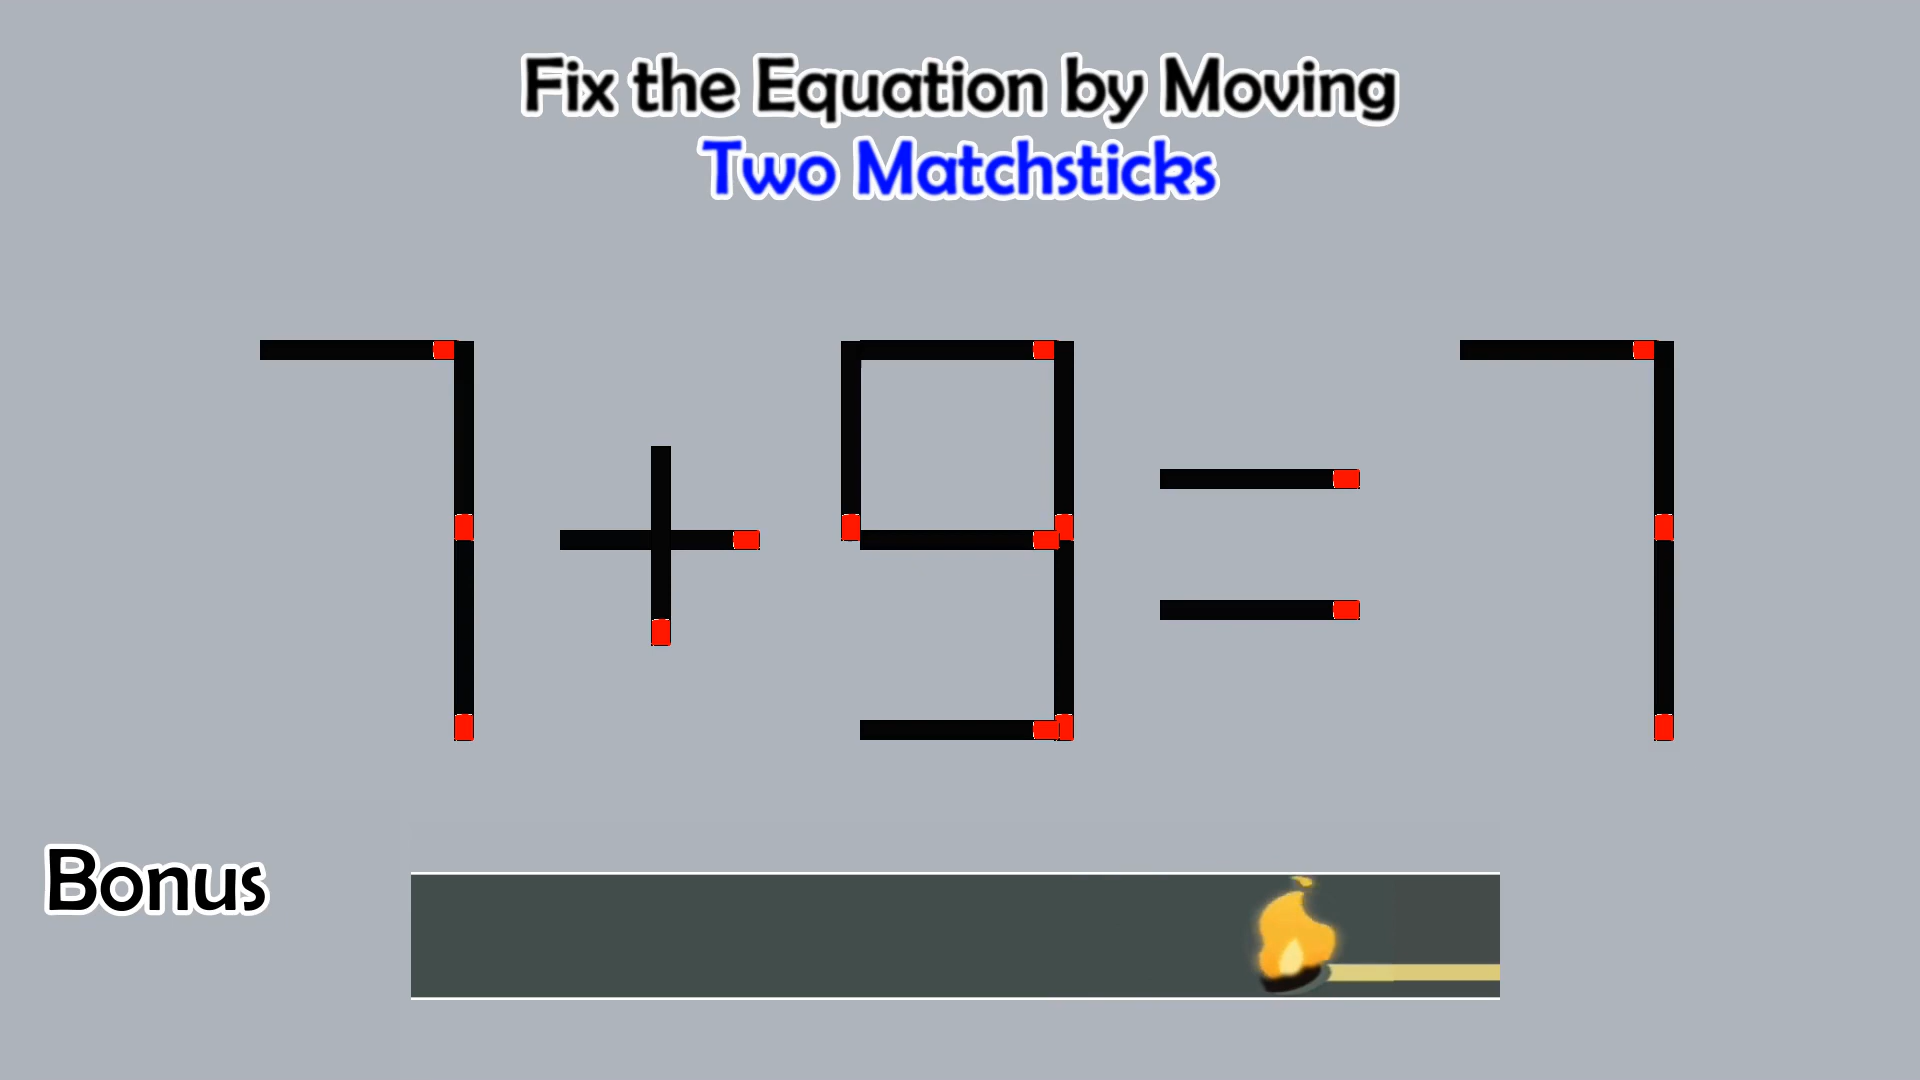 Fix the Equation by Moving
Two Matchsticks
7 + 9 = 7
Bonus